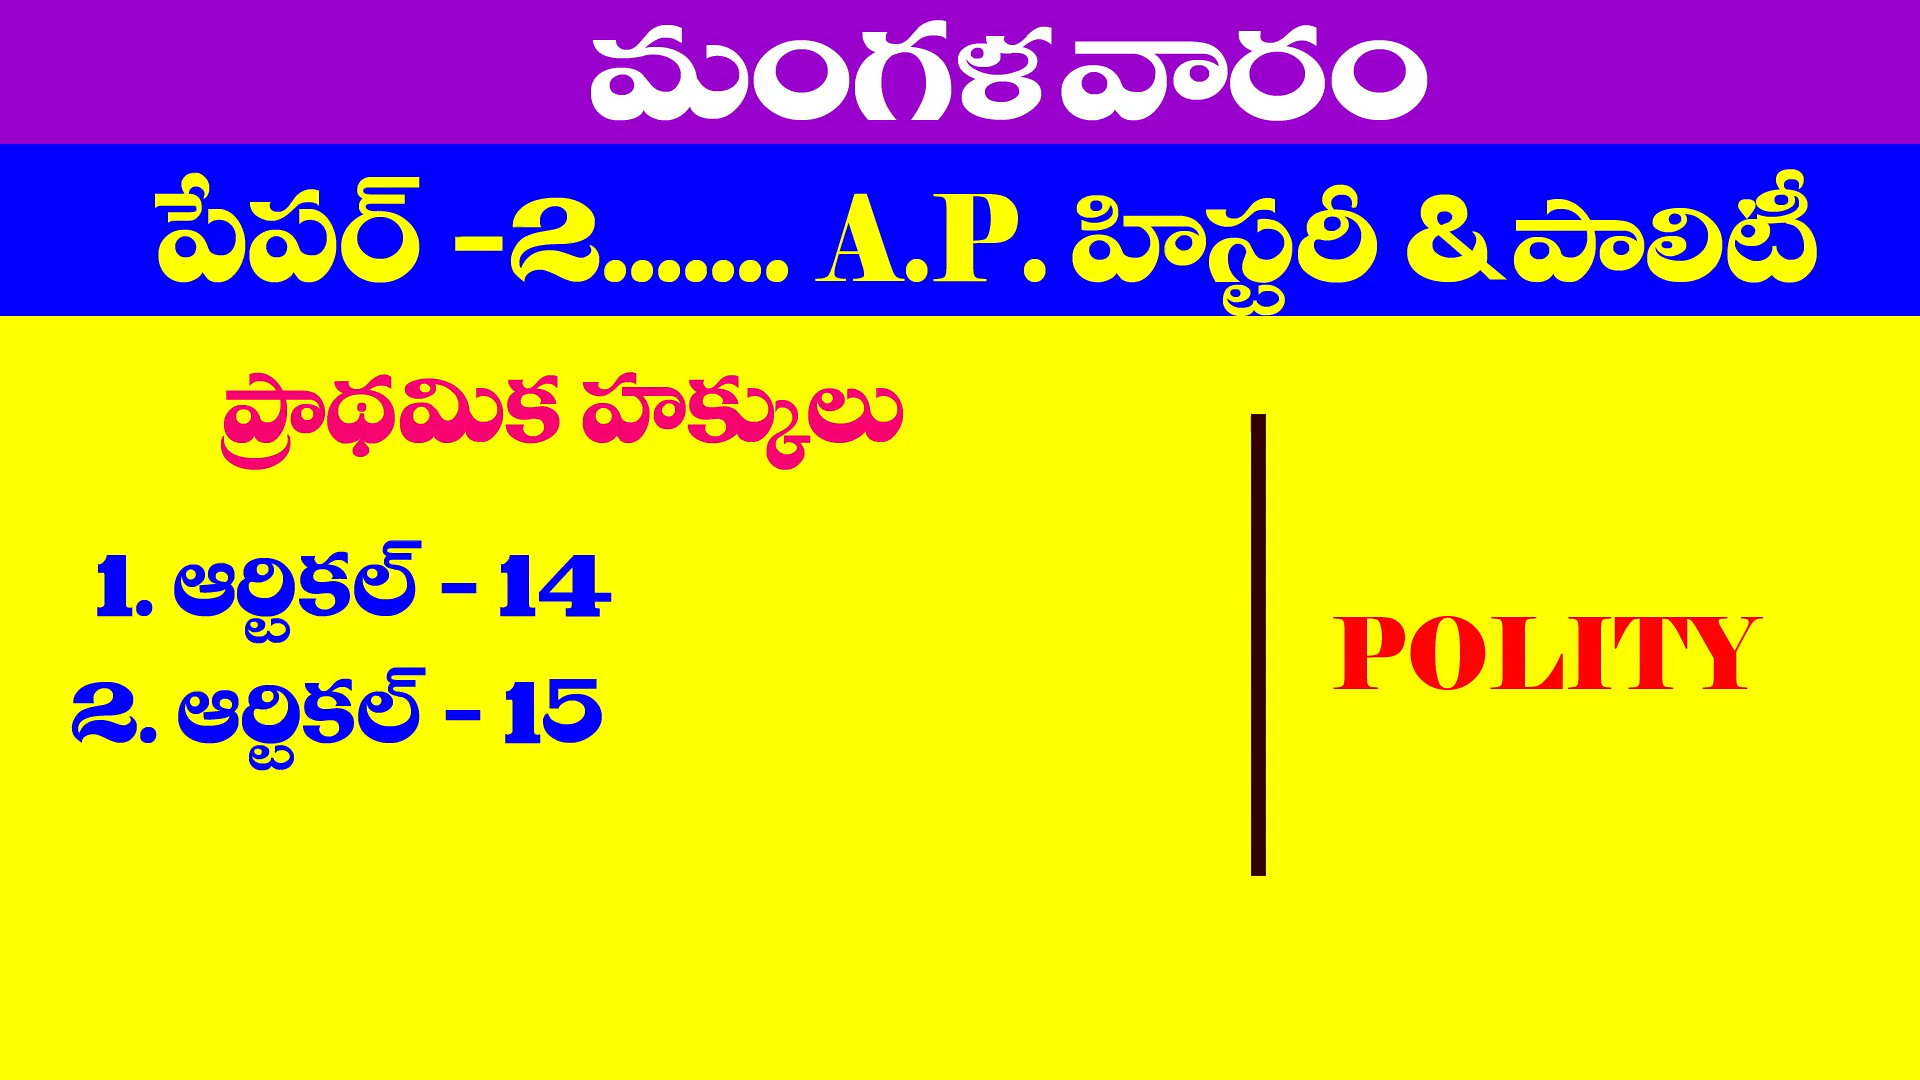 మంగళవారం
పేపర్ -2....... A.P. హిస్టరీ & పాలిటీ
ప్రాథమిక హక్కులు
1. ఆర్టికల్ - 14
2. ఆర్టికల్ - 15
POLITY